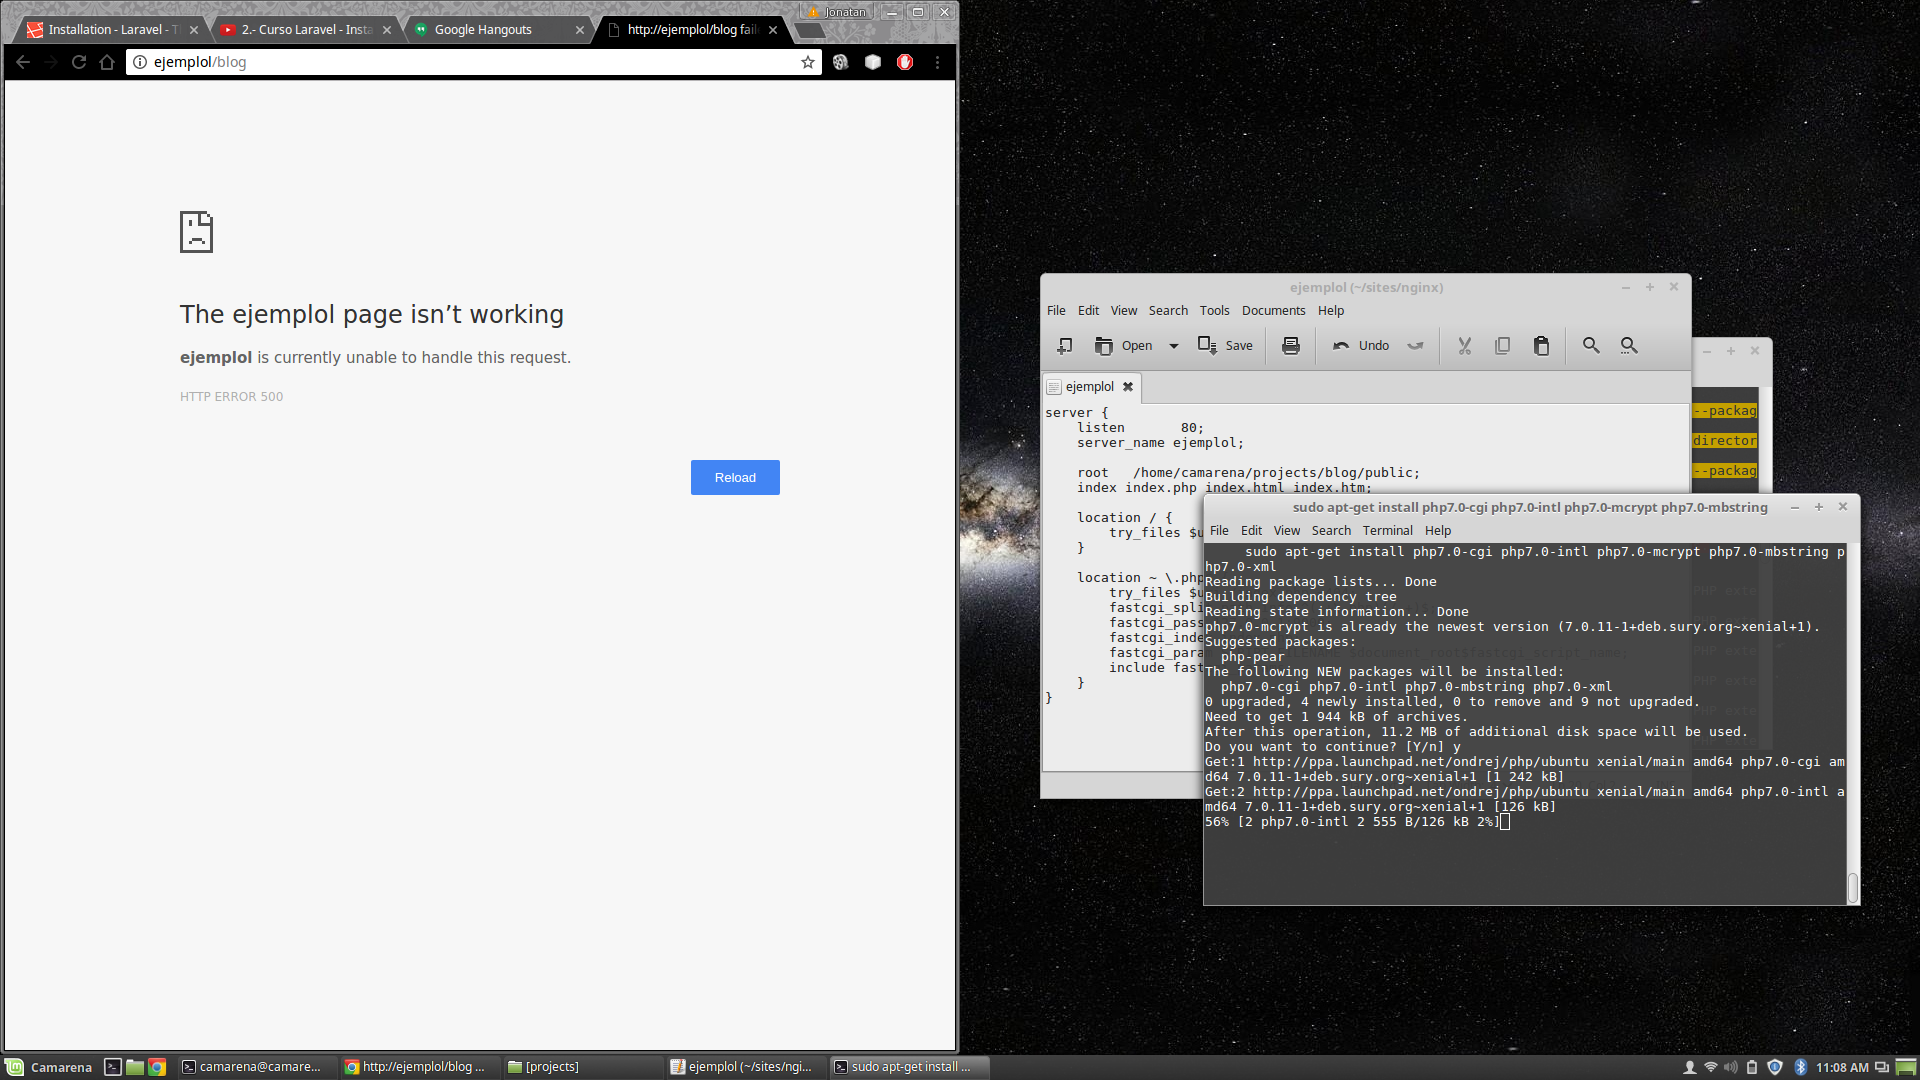 Installation - Laravel - T
2.- Curso Laravel - Insta
Google Hangouts
http://ejemplol/blog fail
Jonatan
ejemplol/blog
The ejemplol page isn’t working
ejemplol is currently unable to handle this request.
HTTP ERROR 500
Reload
ejemplol (~/sites/nginx)
File Edit View Search Tools Documents Help
Open Save Undo
ejemplol
server {
listen 80;
server_name ejemplol;
root /home/camarena/projects/blog/public;
index index.php index.html index.htm;
location / {
try_files $u
}
location ~ \.php
try_files $u
fastcgi_spli
fastcgi_pass
fastcgi_inde
fastcgi_para
include fast
}
}
--packag
director
--packag
sudo apt-get install php7.0-cgi php7.0-intl php7.0-mcrypt php7.0-mbstring
File Edit View Search Terminal Help
sudo apt-get install php7.0-cgi php7.0-intl php7.0-mcrypt php7.0-mbstring p
hp7.0-xml
Reading package lists... Done
Building dependency tree
Reading state information... Done
php7.0-mcrypt is already the newest version (7.0.11-1+deb.sury.org~xenial+1).
Suggested packages:
php-pear
The following NEW packages will be installed:
php7.0-cgi php7.0-intl php7.0-mbstring php7.0-xml
0 upgraded, 4 newly installed, 0 to remove and 9 not upgraded.
Need to get 1 944 kB of archives.
After this operation, 11.2 MB of additional disk space will be used.
Do you want to continue? [Y/n] y
Get:1 http://ppa.launchpad.net/ondrej/php/ubuntu xenial/main amd64 php7.0-cgi am
d64 7.0.11-1+deb.sury.org~xenial+1 [1 242 kB]
Get:2 http://ppa.launchpad.net/ondrej/php/ubuntu xenial/main amd64 php7.0-intl a
md64 7.0.11-1+deb.sury.org~xenial+1 [126 kB]
56% [2 php7.0-intl 2 555 B/126 kB 2%]
Camarena
camarena@camare...
http://ejemplol/blog ...
[projects]
ejemplol (~/sites/ngi...
sudo apt-get install ...
11:08 AM